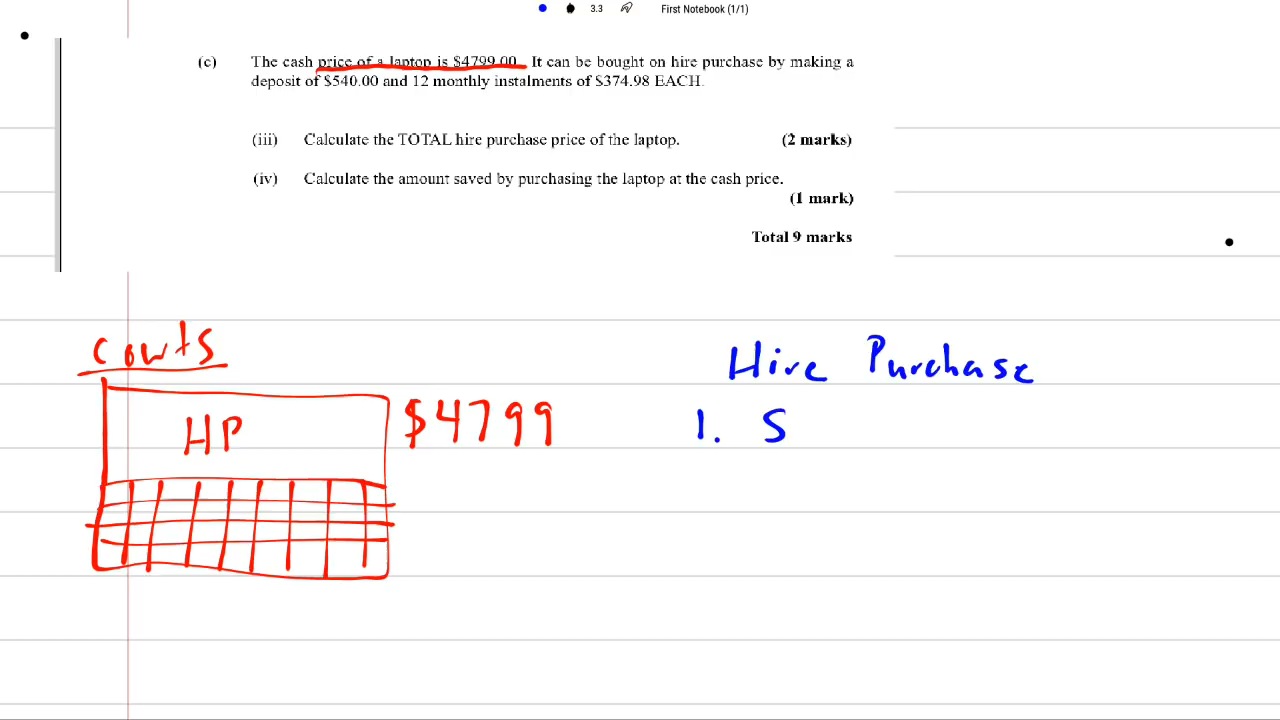 3.3 First Notebook (1/1)
(c) The cash price of a laptop is $4799.00. It can be bought on hire purchase by making a
deposit of $540.00 and 12 monthly instalments of $374.98 EACH.
(iii) Calculate the TOTAL hire purchase price of the laptop. (2 marks)
(iv) Calculate the amount saved by purchasing the laptop at the cash price.
(1 mark)
Total 9 marks
Courts
HP $4799
Hire Purchase
1. S